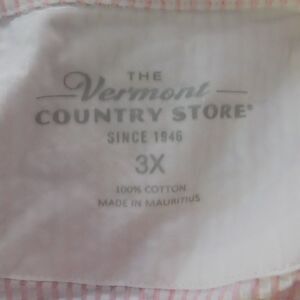 THE
Vermont
COUNTRY STORE®
SINCE 1946
3X
100% COTTON
MADE IN MAURITIUS